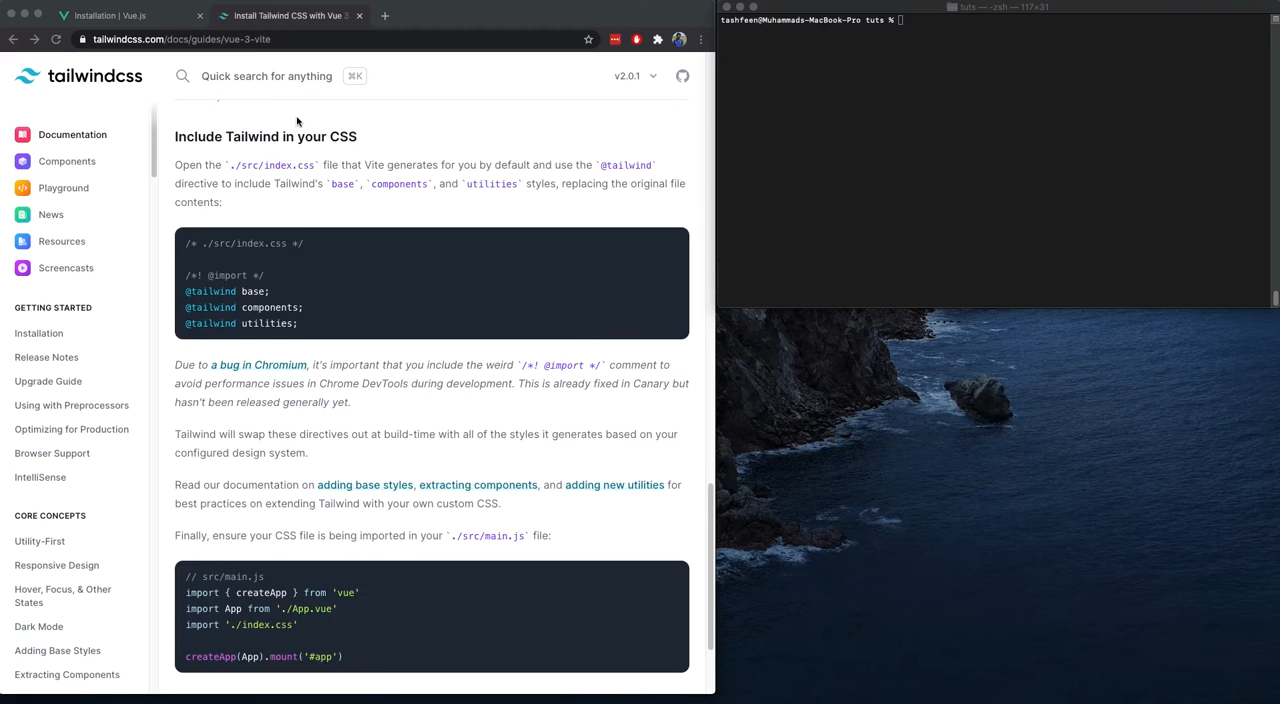 Installation | Vue.js
Install Tailwind CSS with Vue 3
tailwindcss.com/docs/guides/vue-3-vite
tailwindcss
Quick search for anything
⌘K
v2.0.1
Documentation
Components
Playground
News
Resources
Screencasts
GETTING STARTED
Installation
Release Notes
Upgrade Guide
Using with Preprocessors
Optimizing for Production
Browser Support
IntelliSense
CORE CONCEPTS
Utility-First
Responsive Design
Hover, Focus, & Other
States
Dark Mode
Adding Base Styles
Extracting Components
Include Tailwind in your CSS
Open the `./src/index.css` file that Vite generates for you by default and use the `@tailwind`
directive to include Tailwind's `base`, `components`, and `utilities` styles, replacing the original file
contents:
/* ./src/index.css */
/*! @import */
@tailwind base;
@tailwind components;
@tailwind utilities;
Due to a bug in Chromium, it's important that you include the weird `/*! @import */` comment to
avoid performance issues in Chrome DevTools during development. This is already fixed in Canary but
hasn't been released generally yet.
Tailwind will swap these directives out at build-time with all of the styles it generates based on your
configured design system.
Read our documentation on adding base styles, extracting components, and adding new utilities for
best practices on extending Tailwind with your own custom CSS.
Finally, ensure your CSS file is being imported in your `./src/main.js` file:
// src/main.js
import { createApp } from 'vue'
import App from './App.vue'
import './index.css'
createApp(App).mount('#app')
tuts — -zsh — 117×31
tashfeen@Muhammads-MacBook-Pro tuts %